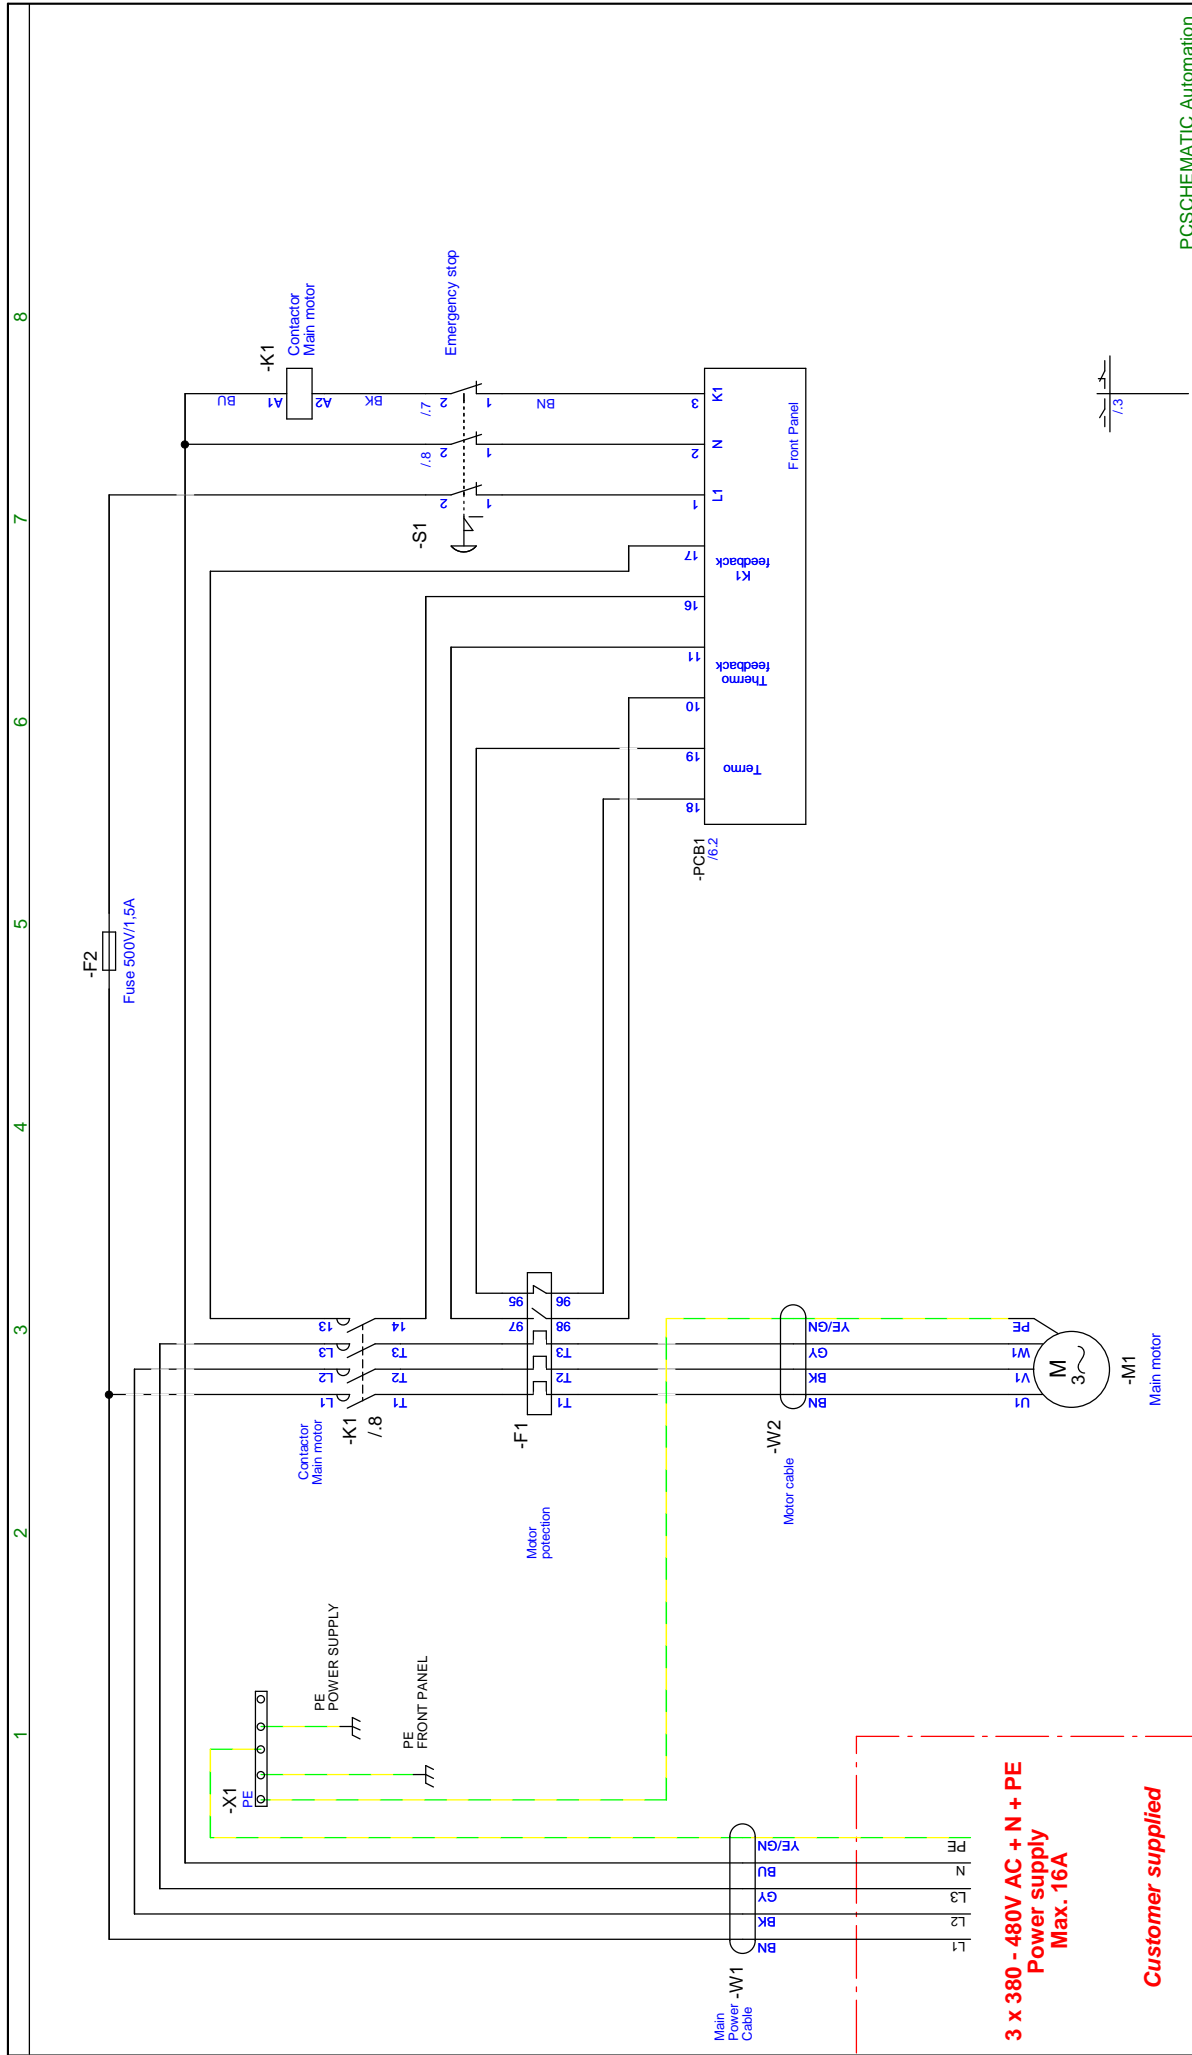 1
2
3
4
5
6
7
8
-F2
Fuse 500V/1,5A
-X1
PE
PE
POWER SUPPLY
PE
FRONT PANEL
Contactor
Main motor
-K1
/.8
L1
L2
L3
13
T1
T2
T3
14
-K1
Contactor
Main motor
BU
A1
A2
BK
/.7
/.8
2
2
2
1
1
1
BN
-S1
Emergency stop
Motor
potection
-F1
97
95
T1
T2
T3
98
96
-PCB1
/6.2
18
19
10
11
16
17
1
2
3
Termo
Thermo
feedback
K1
feedback
L1
N
K1
Front Panel
Main
Power
Cable
-W1
BN
BK
GY
BU
YE/GN
L1
L2
L3
N
PE
Motor cable
-W2
BN
BK
GY
YE/GN
U1
V1
W1
PE
M
3
-M1
Main motor
/.3
3 x 380 - 480V AC + N + PE
Power supply
Max. 16A
Customer supplied
PCSCHEMATIC Automation